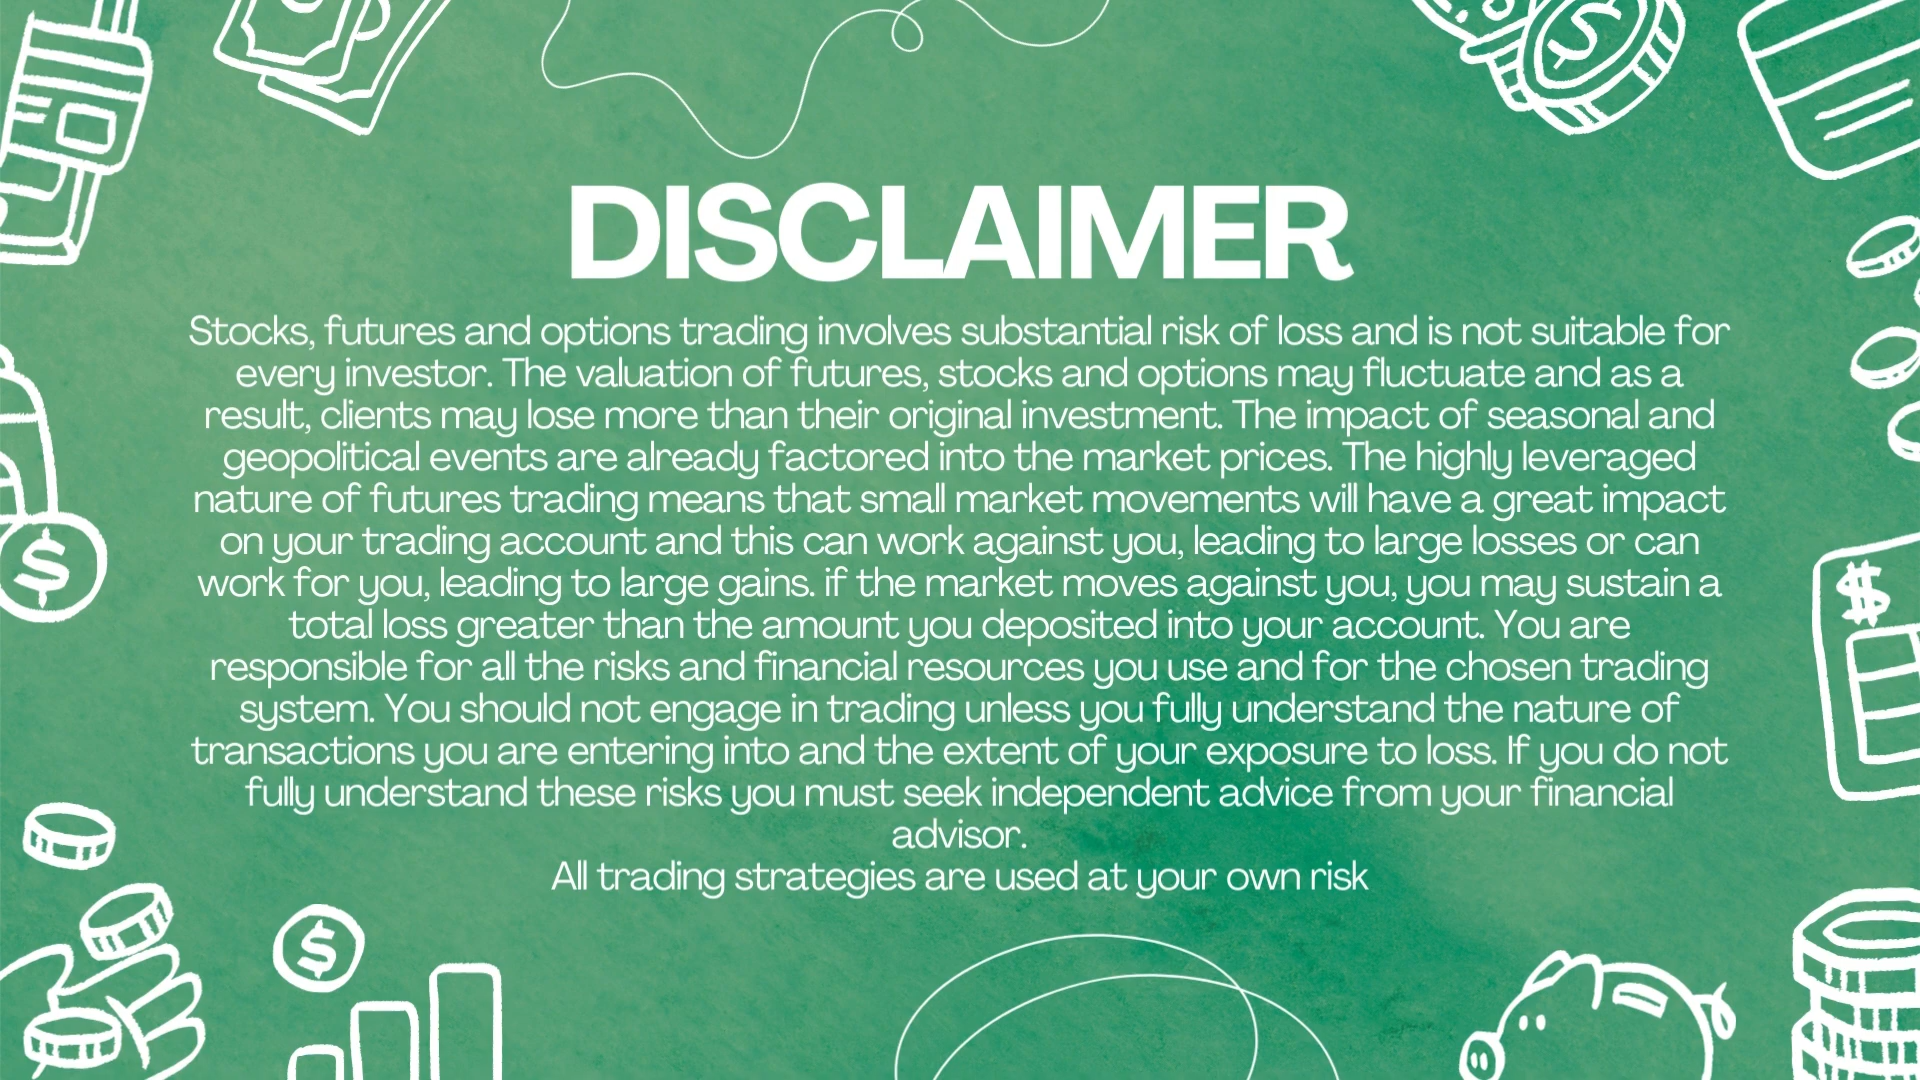 DISCLAIMER
Stocks, futures and options trading involves substantial risk of loss and is not suitable for
every investor. The valuation of futures, stocks and options may fluctuate and as a
result, clients may lose more than their original investment. The impact of seasonal and
geopolitical events are already factored into the market prices. The highly leveraged
nature of futures trading means that small market movements will have a great impact
on your trading account and this can work against you, leading to large losses or can
work for you, leading to large gains. if the market moves against you, you may sustain a
total loss greater than the amount you deposited into your account. You are
responsible for all the risks and financial resources you use and for the chosen trading
system. You should not engage in trading unless you fully understand the nature of
transactions you are entering into and the extent of your exposure to loss. If you do not
fully understand these risks you must seek independent advice from your financial
advisor.
All trading strategies are used at your own risk